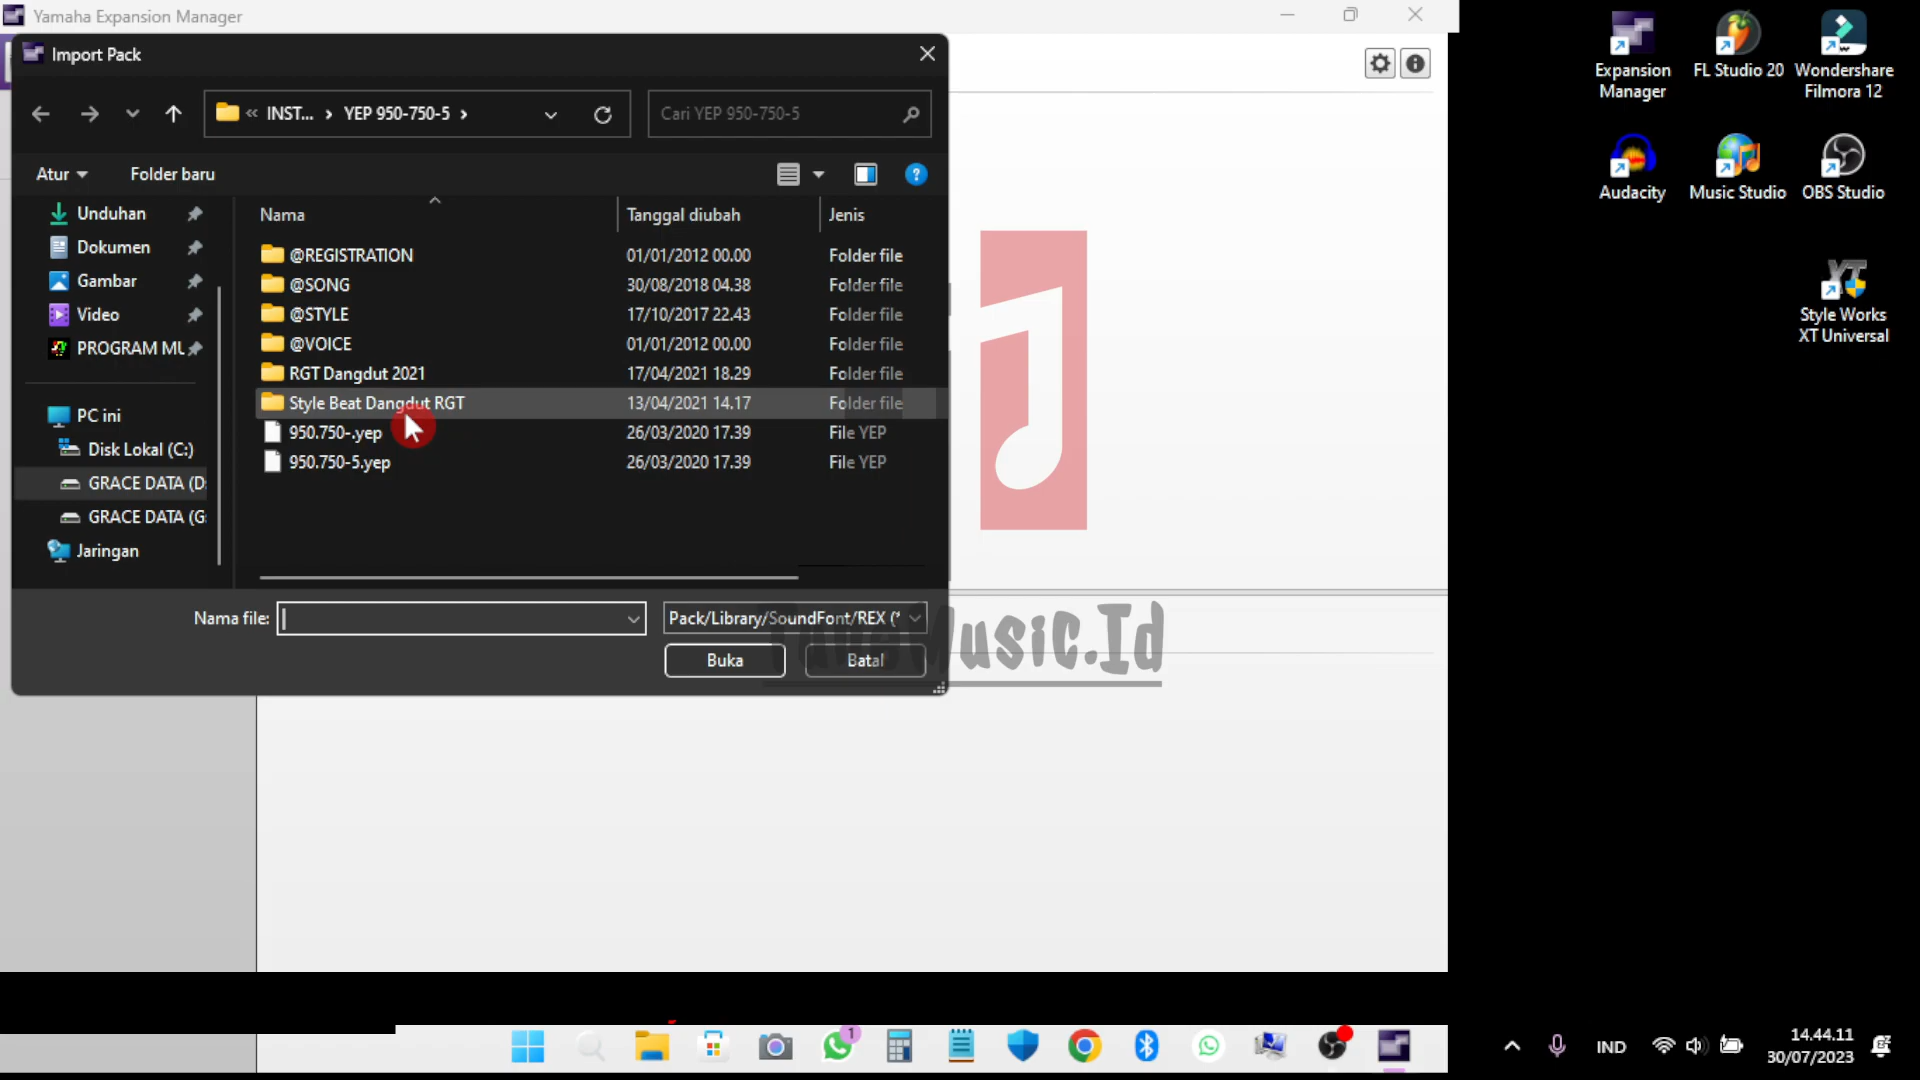 Yamaha Expansion Manager
Import Pack
« INST... › YEP 950-750-5 ›
Cari YEP 950-750-5
Atur
Folder baru
Unduhan
Dokumen
Gambar
Video
PROGRAM MU
PC ini
Disk Lokal (C:)
GRACE DATA (D:
GRACE DATA (G:
Jaringan
Nama Tanggal diubah Jenis
@REGISTRATION 01/01/2012 00.00 Folder file
@SONG 30/08/2018 04.38 Folder file
@STYLE 17/10/2017 22.43 Folder file
@VOICE 01/01/2012 00.00 Folder file
RGT Dangdut 2021 17/04/2021 18.29 Folder file
Style Beat Dangdut RGT 13/04/2021 14.17 Folder file
950.750-.yep 26/03/2020 17.39 File YEP
950.750-5.yep 26/03/2020 17.39 File YEP
Nama file:
Pack/Library/SoundFont/REX (*
Buka
Batal
Music.Id
Expansion
Manager
FL Studio 20
Wondershare
Filmora 12
Audacity
Music Studio
OBS Studio
XT
Style Works
XT Universal
1
IND
14.44.11
30/07/2023